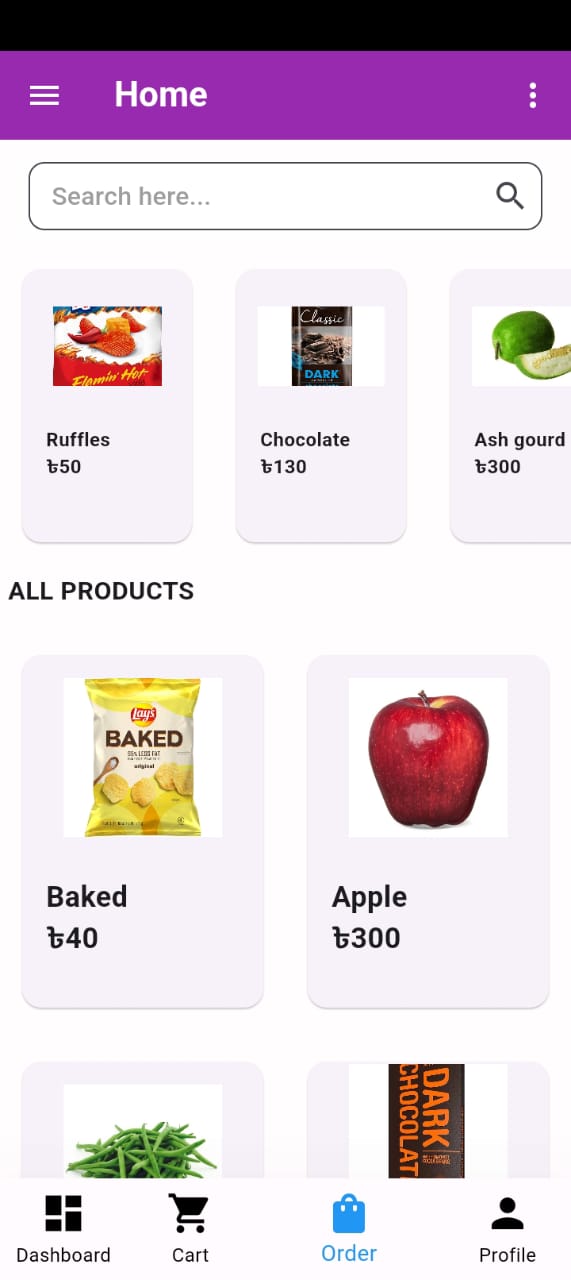 Home
Search here...
Flamin' Hot
Classic
DARK
Ruffles
৳50
Chocolate
৳130
Ash gourd
৳300
ALL PRODUCTS
Lay's
BAKED
original
Baked
৳40
Apple
৳300
DARK
CHOCOLAT
Dashboard
Cart
Order
Profile